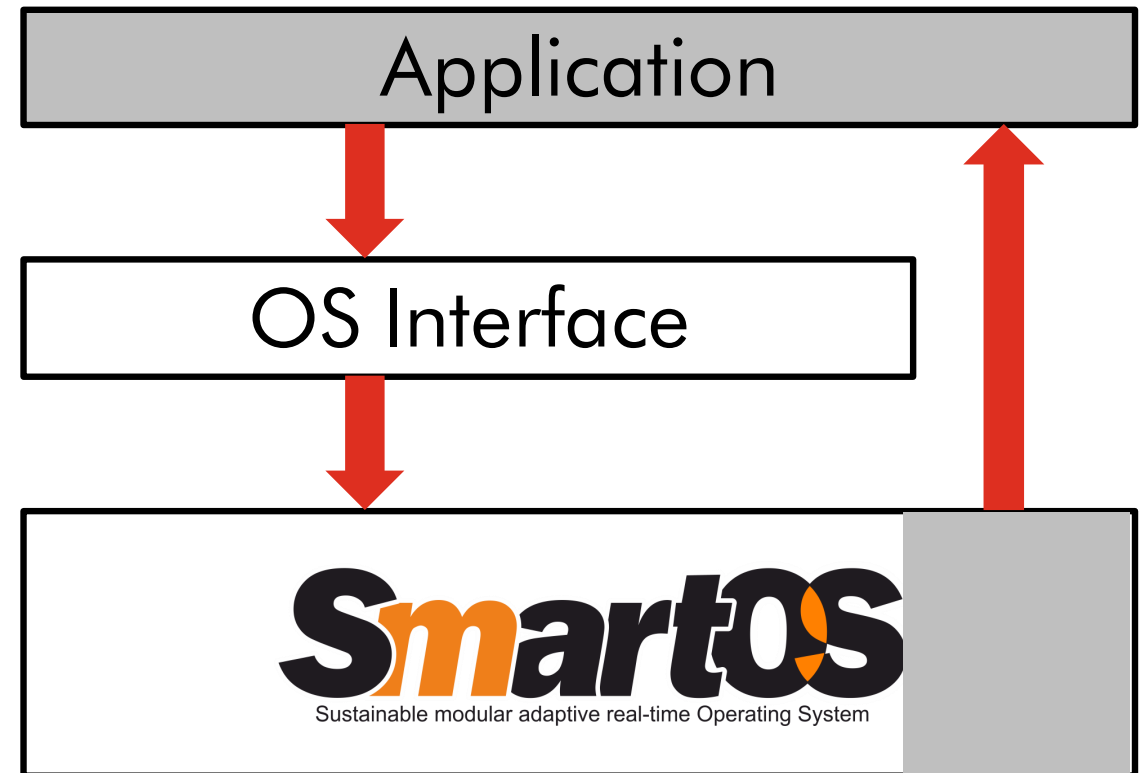 Application
OS Interface
SmartOS
Sustainable modular adaptive real-time Operating System